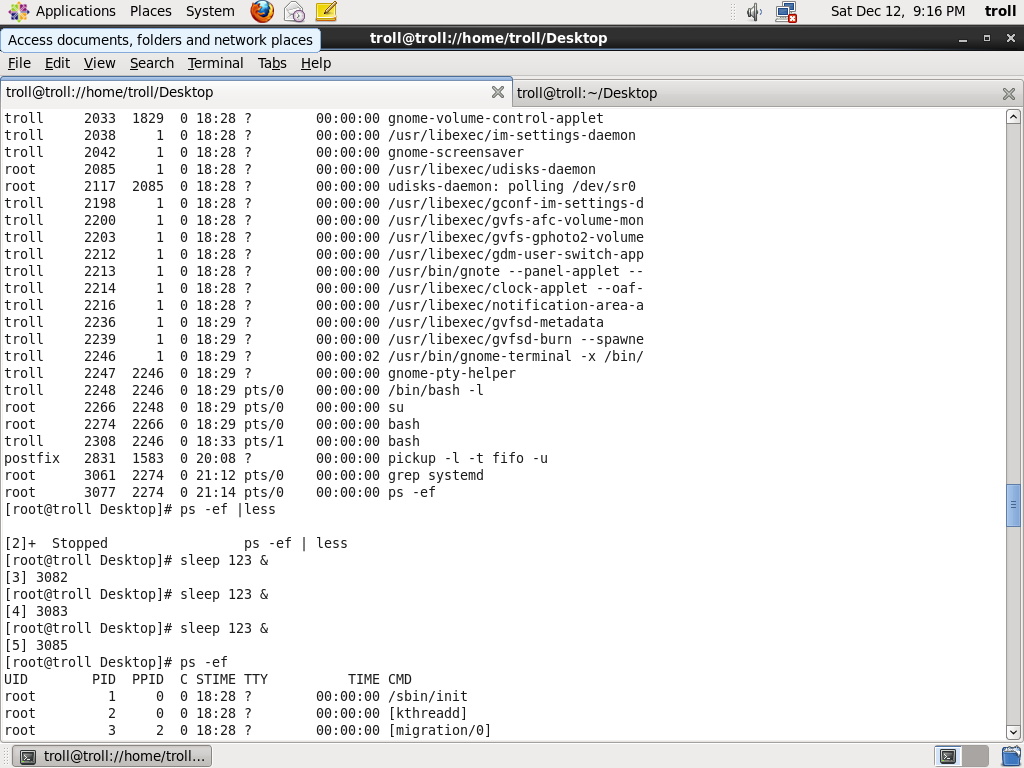 Applications Places System Sat Dec 12, 9:16 PM troll
Access documents, folders and network places troll@troll://home/troll/Desktop
File Edit View Search Terminal Tabs Help
troll@troll://home/troll/Desktop troll@troll:~/Desktop
troll     2033  1829  0 18:28 ?        00:00:00 gnome-volume-control-applet
troll     2038     1  0 18:28 ?        00:00:00 /usr/libexec/im-settings-daemon
troll     2042     1  0 18:28 ?        00:00:00 gnome-screensaver
root      2085     1  0 18:28 ?        00:00:00 /usr/libexec/udisks-daemon
root      2117  2085  0 18:28 ?        00:00:00 udisks-daemon: polling /dev/sr0
troll     2198     1  0 18:28 ?        00:00:00 /usr/libexec/gconf-im-settings-d
troll     2200     1  0 18:28 ?        00:00:00 /usr/libexec/gvfs-afc-volume-mon
troll     2203     1  0 18:28 ?        00:00:00 /usr/libexec/gvfs-gphoto2-volume
troll     2212     1  0 18:28 ?        00:00:00 /usr/libexec/gdm-user-switch-app
troll     2213     1  0 18:28 ?        00:00:00 /usr/bin/gnote --panel-applet --
troll     2214     1  0 18:28 ?        00:00:00 /usr/libexec/clock-applet --oaf-
troll     2216     1  0 18:28 ?        00:00:00 /usr/libexec/notification-area-a
troll     2236     1  0 18:29 ?        00:00:00 /usr/libexec/gvfsd-metadata
troll     2239     1  0 18:29 ?        00:00:00 /usr/libexec/gvfsd-burn --spawne
troll     2246     1  0 18:29 ?        00:00:02 /usr/bin/gnome-terminal -x /bin/
troll     2247  2246  0 18:29 ?        00:00:00 gnome-pty-helper
troll     2248  2246  0 18:29 pts/0    00:00:00 /bin/bash -l
root      2266  2248  0 18:29 pts/0    00:00:00 su
root      2274  2266  0 18:29 pts/0    00:00:00 bash
troll     2308  2246  0 18:33 pts/1    00:00:00 bash
postfix   2831  1583  0 20:08 ?        00:00:00 pickup -l -t fifo -u
root      3061  2274  0 21:12 pts/0    00:00:00 grep systemd
root      3077  2274  0 21:14 pts/0    00:00:00 ps -ef
[root@troll Desktop]# ps -ef |less
[2]+  Stopped                 ps -ef | less
[root@troll Desktop]# sleep 123 &
[3] 3082
[root@troll Desktop]# sleep 123 &
[4] 3083
[root@troll Desktop]# sleep 123 &
[5] 3085
[root@troll Desktop]# ps -ef
UID        PID  PPID  C STIME TTY          TIME CMD
root         1     0  0 18:28 ?        00:00:00 /sbin/init
root         2     0  0 18:28 ?        00:00:00 [kthreadd]
root         3     2  0 18:28 ?        00:00:00 [migration/0]
troll@troll://home/troll...